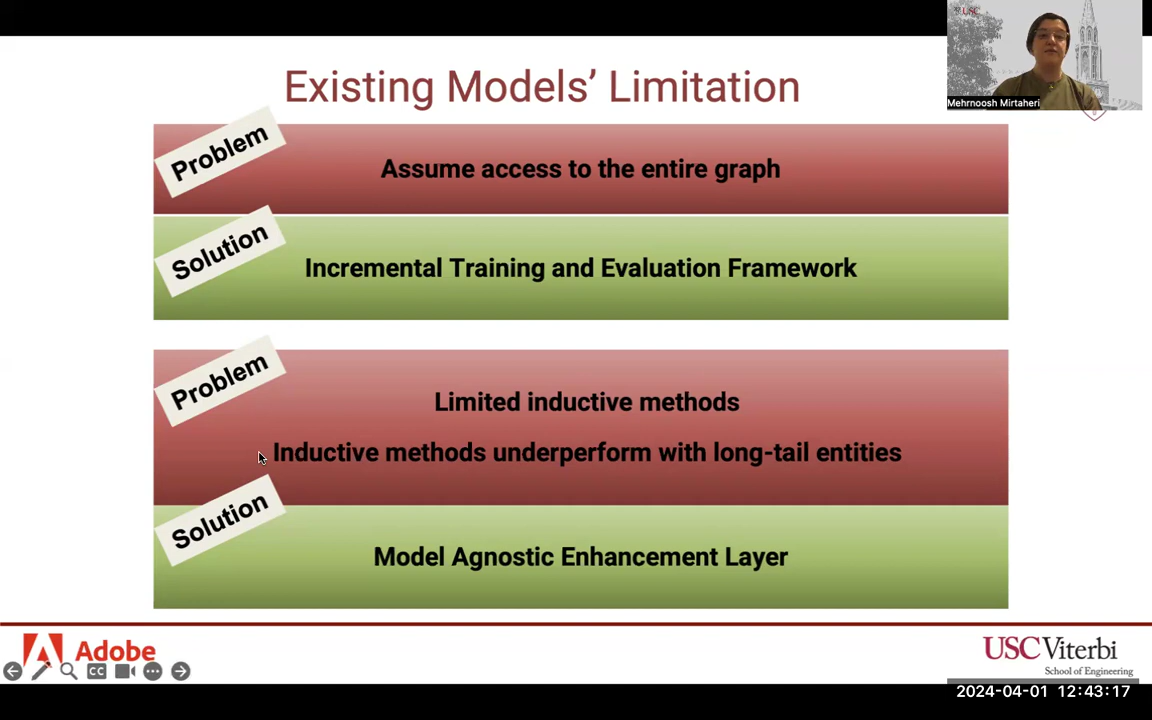 USC
Mehrnoosh Mirtaheri
Existing Models’ Limitation
Problem
Assume access to the entire graph
Solution
Incremental Training and Evaluation Framework
Problem
Limited inductive methods
Inductive methods underperform with long-tail entities
Solution
Model Agnostic Enhancement Layer
Adobe
CC
USC Viterbi
School of Engineering
2024-04-01 12:43:17